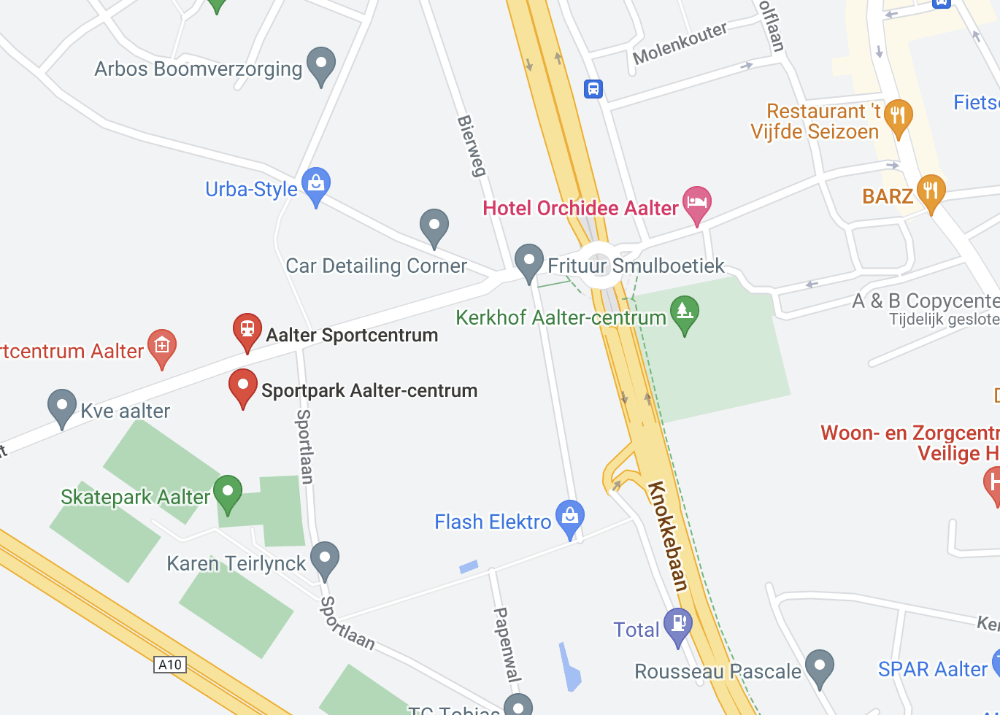 olflaan
Molenkouter
Arbos Boomverzorging
Fiets
Restaurant 't
Vijfde Seizoen
Bierweg
Urba-Style
BARZ
Hotel Orchidee Aalter
Car Detailing Corner
Frituur Smulboetiek
A & B Copycente
Tijdelijk geslote
Kerkhof Aalter-centrum
Aalter Sportcentrum
rtcentrum Aalter
Sportpark Aalter-centrum
Kve aalter
Sportlaan
Woon- en Zorgcentr
Veilige H
Skatepark Aalter
Knokkebaan
Flash Elektro
Karen Teirlynck
Sportlaan
Papenwal
Total
Ker
A10
Rousseau Pascale
SPAR Aalter
TC Tobias